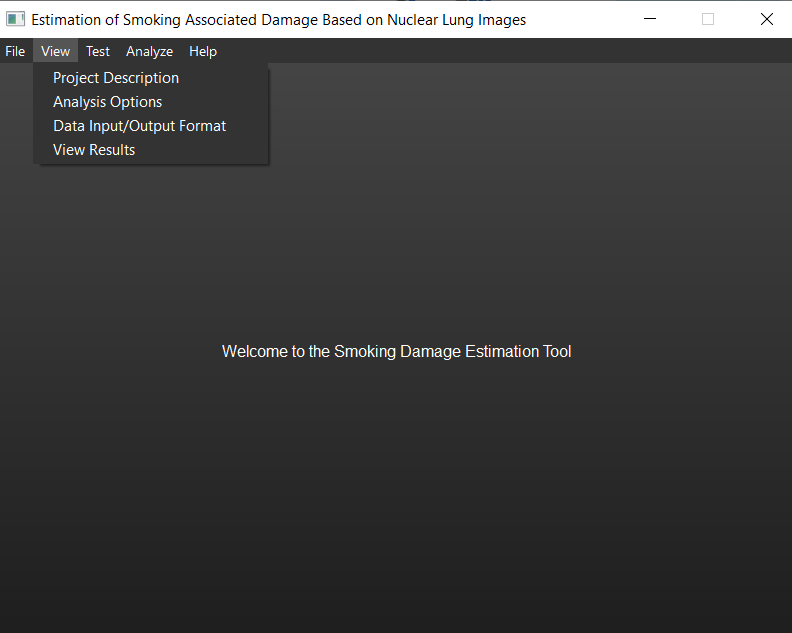 Estimation of Smoking Associated Damage Based on Nuclear Lung Images
File View Test Analyze Help
Project Description
Analysis Options
Data Input/Output Format
View Results
Welcome to the Smoking Damage Estimation Tool